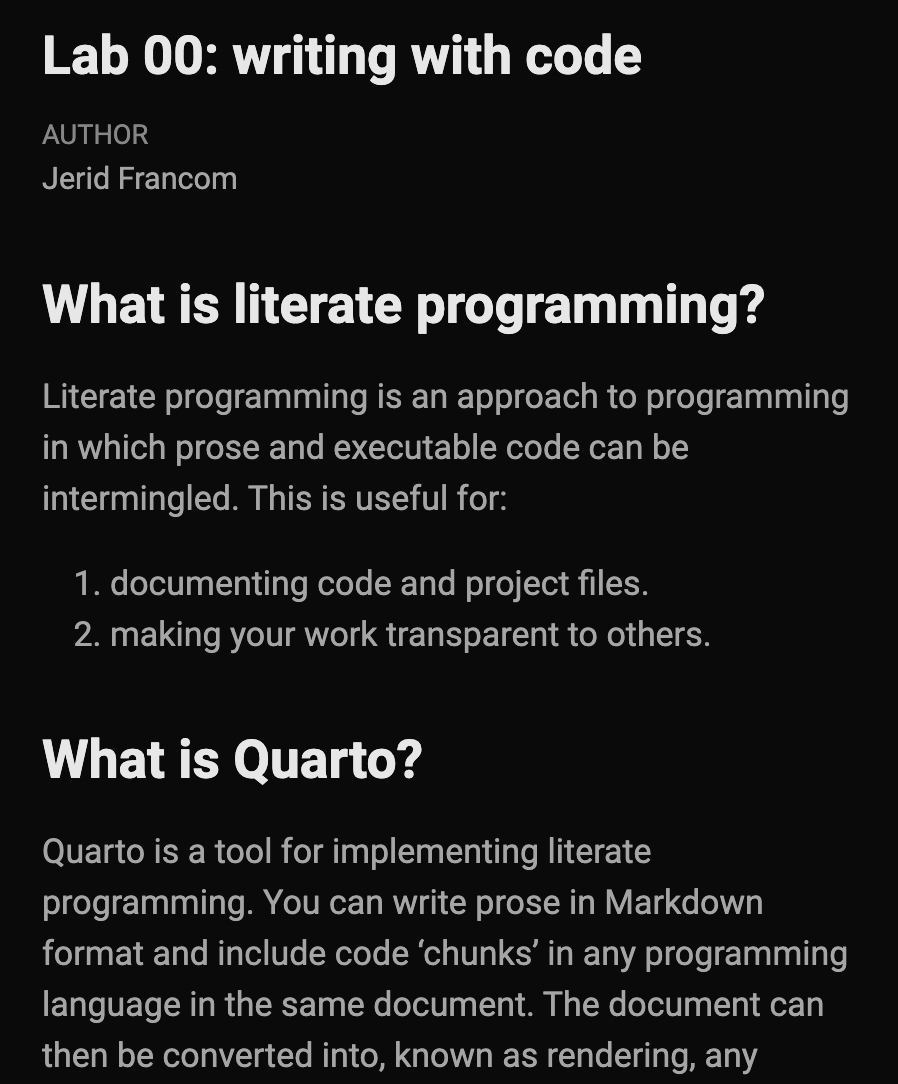 Lab 00: writing with code
AUTHOR
Jerid Francom
What is literate programming?
Literate programming is an approach to programming
in which prose and executable code can be
intermingled. This is useful for:
1. documenting code and project files.
2. making your work transparent to others.
What is Quarto?
Quarto is a tool for implementing literate
programming. You can write prose in Markdown
format and include code ‘chunks’ in any programming
language in the same document. The document can
then be converted into, known as rendering, any